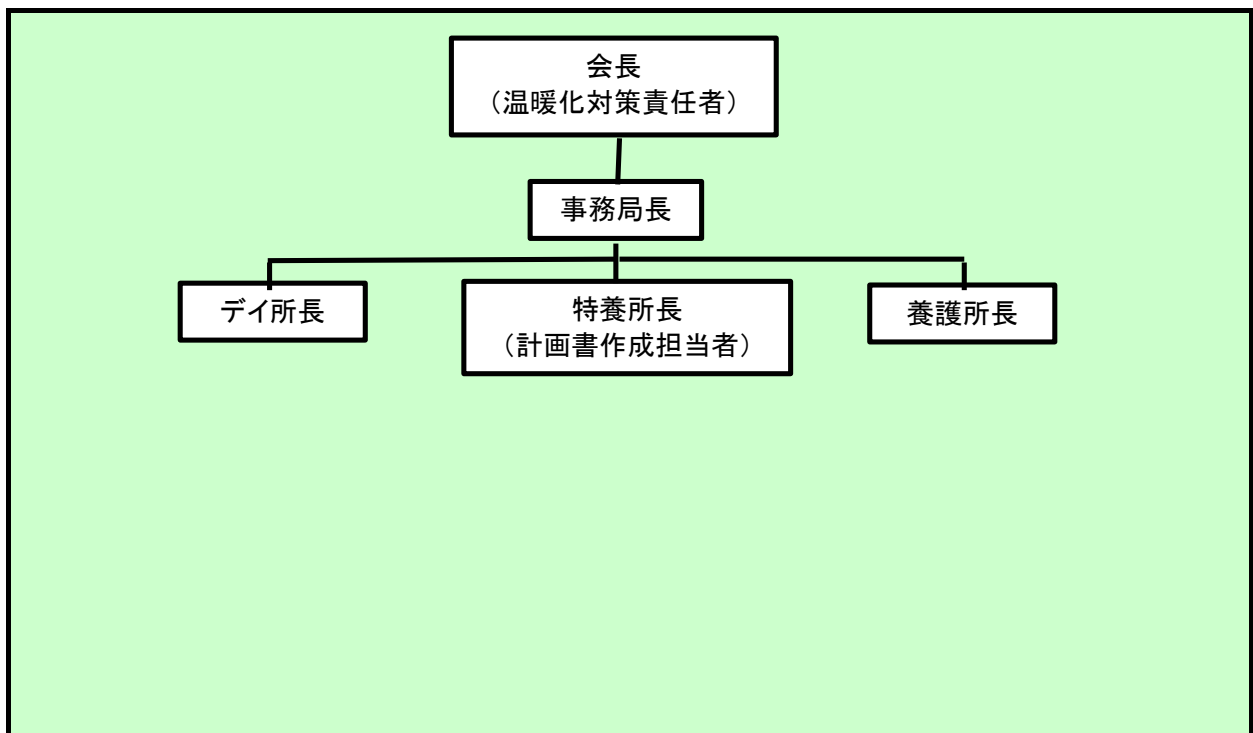 会長
（温暖化対策責任者）
事務局長
デイ所長
特養所長
（計画書作成担当者）
養護所長